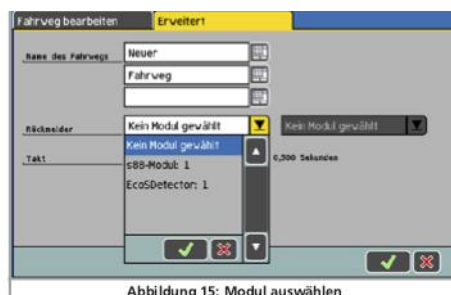 Fahrweg bearbeiten Erweitert
Name des Fahrwegs Neuer
Fahrweg
Rückmelder Kein Modul gewählt Kein Modul gewählt
Kein Modul gewählt
Takt s88-Modul: 1 0,500 Sekunden
EcoSDetector: 1
Abbildung 15: Modul auswählen